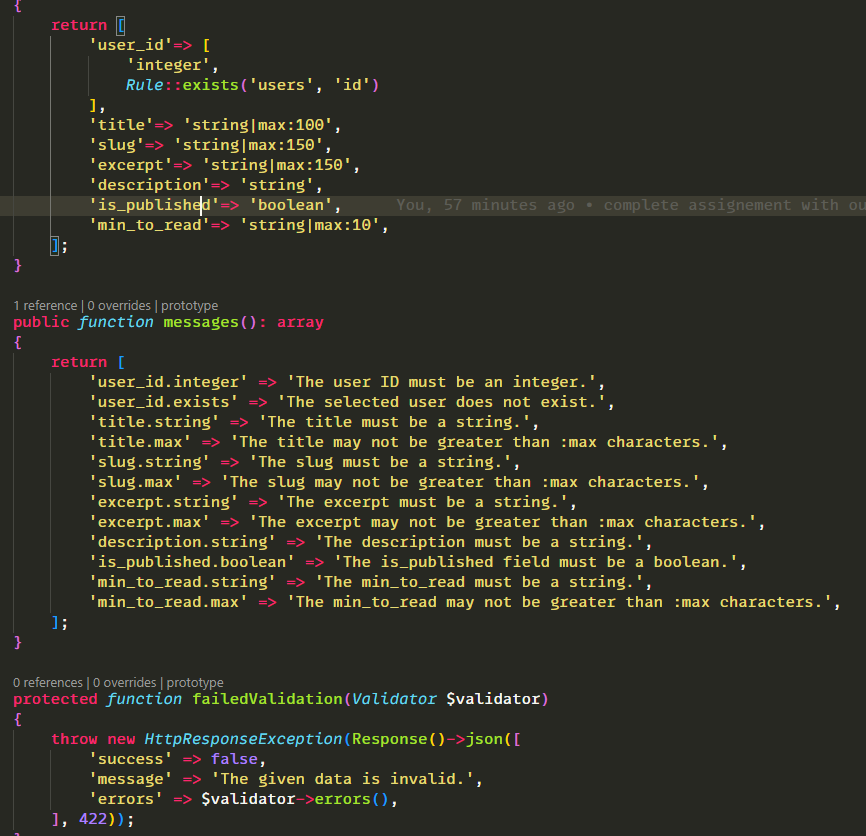 {
return [
'user_id'=> [
'integer',
Rule::exists('users', 'id')
],
'title'=> 'string|max:100',
'slug'=> 'string|max:150',
'excerpt'=> 'string|max:150',
'description'=> 'string',
'is_published'=> 'boolean', You, 57 minutes ago • complete assignement with ou
'min_to_read'=> 'string|max:10',
];
}
1 reference | 0 overrides | prototype
public function messages(): array
{
return [
'user_id.integer' => 'The user ID must be an integer.',
'user_id.exists' => 'The selected user does not exist.',
'title.string' => 'The title must be a string.',
'title.max' => 'The title may not be greater than :max characters.',
'slug.string' => 'The slug must be a string.',
'slug.max' => 'The slug may not be greater than :max characters.',
'excerpt.string' => 'The excerpt must be a string.',
'excerpt.max' => 'The excerpt may not be greater than :max characters.',
'description.string' => 'The description must be a string.',
'is_published.boolean' => 'The is_published field must be a boolean.',
'min_to_read.string' => 'The min_to_read must be a string.',
'min_to_read.max' => 'The min_to_read may not be greater than :max characters.',
];
}
0 references | 0 overrides | prototype
protected function failedValidation(Validator $validator)
{
throw new HttpResponseException(Response()->json([
'success' => false,
'message' => 'The given data is invalid.',
'errors' => $validator->errors(),
], 422));
}